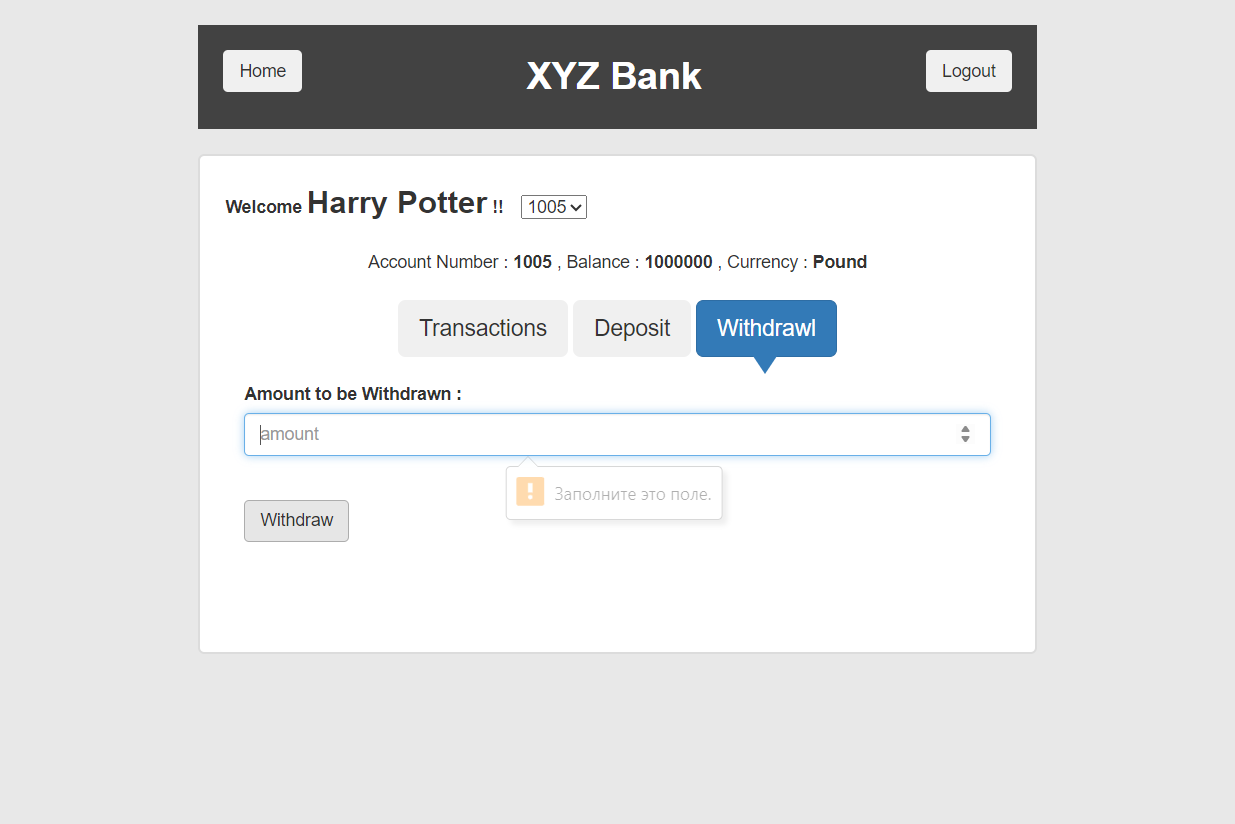 Home
XYZ Bank
Logout
Welcome Harry Potter !! 1005
Account Number : 1005 , Balance : 1000000 , Currency : Pound
Transactions
Deposit
Withdrawl
Amount to be Withdrawn :
amount
Заполните это поле.
Withdraw